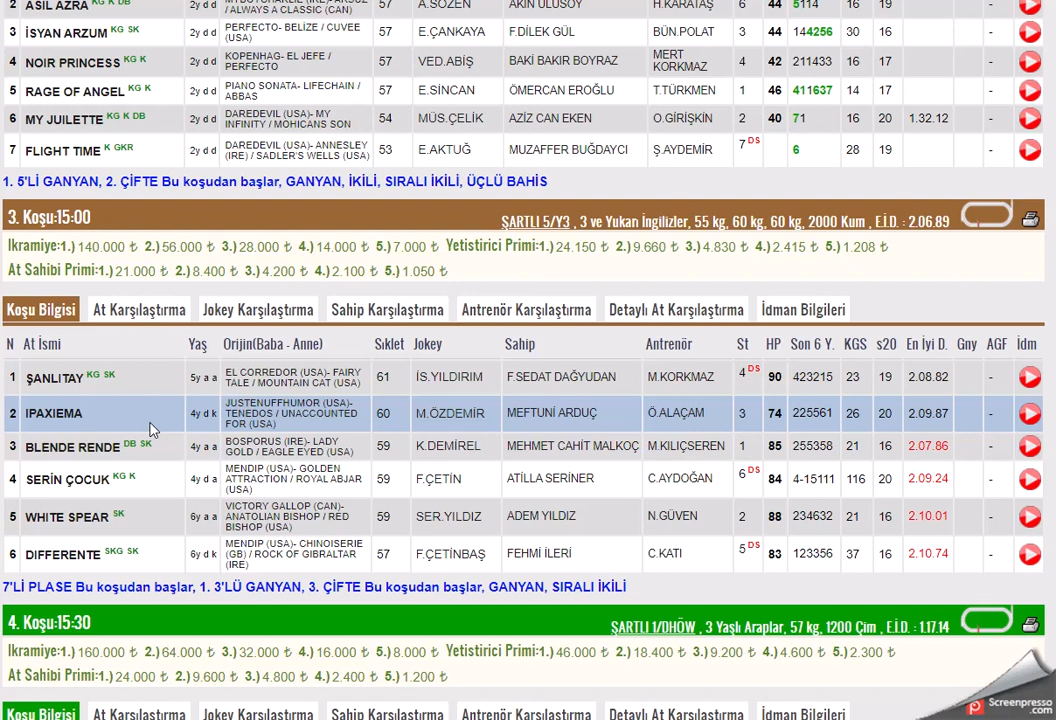 2 ASIL AZRA KG K DB 2y d d / ALWAYS A CLASSIC (CAN) 57 A.SÖZEN AKIN ULUSOY H.KARATAŞ 6 44 5114 16 19 -
3 İSYAN ARZUM KG SK 2y d d PERFECTO- BELIZE / CUVEE (USA) 57 E.ÇANKAYA F.DİLEK GÜL BÜN.POLAT 3 44 144256 30 16 -
4 NOIR PRINCESS KG K 2y d d KOPENHAG- EL JEFE / PERFECTO 57 VED.ABİŞ BAKİ BAKIR BOYRAZ MERT KORKMAZ 4 42 211433 16 17 -
5 RAGE OF ANGEL KG K 2y d d PIANO SONATA- LIFECHAIN / ABBAS 57 E.SİNCAN ÖMERCAN EROĞLU T.TÜRKMEN 1 46 411637 14 17 -
6 MY JUILETTE KG K DB 2y d d DAREDEVIL (USA)- MY INFINITY / MOHICANS SON 54 MÜS.ÇELİK AZİZ CAN EKEN O.GİRİŞKİN 2 40 71 16 20 1.32.12 -
7 FLIGHT TIME K GKR 2y d d DAREDEVIL (USA)- ANNESLEY (IRE) / SADLER'S WELLS (USA) 53 E.AKTUĞ MUZAFFER BUĞDAYCI Ş.AYDEMİR 7 DS 6 28 19 -
1. 5'Lİ GANYAN, 2. ÇİFTE Bu koşudan başlar, GANYAN, İKİLİ, SIRALI İKİLİ, ÜÇLÜ BAHİS
3. Koşu:15:00 ŞARTLI 5/Y3 , 3 ve Yukarı İngilizler, 55 kg, 60 kg, 60 kg, 2000 Kum , E.İ.D. : 2.06.89
Ikramiye:1.) 140.000 ₺ 2.) 56.000 ₺ 3.) 28.000 ₺ 4.) 14.000 ₺ 5.) 7.000 ₺ Yetistirici Primi:1.) 24.150 ₺ 2.) 9.660 ₺ 3.) 4.830 ₺ 4.) 2.415 ₺ 5.) 1.208 ₺
At Sahibi Primi:1.) 21.000 ₺ 2.) 8.400 ₺ 3.) 4.200 ₺ 4.) 2.100 ₺ 5.) 1.050 ₺
Koşu Bilgisi At Karşılaştırma Jokey Karşılaştırma Sahip Karşılaştırma Antrenör Karşılaştırma Detaylı At Karşılaştırma İdman Bilgileri
N At İsmi Yaş Orijin(Baba - Anne) Sıklet Jokey Sahip Antrenör St HP Son 6 Y. KGS s20 En İyi D. Gny AGF İdm
1 ŞANLITAY KG SK 5y a a EL CORREDOR (USA)- FAIRY TALE / MOUNTAIN CAT (USA) 61 İS.YILDIRIM F.SEDAT DAĞYUDAN M.KORKMAZ 4 DS 90 423215 23 19 2.08.82 -
2 IPAXIEMA 4y d k JUSTENUFFHUMOR (USA)- TENEDOS / UNACCOUNTED FOR (USA) 60 M.ÖZDEMİR MEFTUNİ ARDUÇ Ö.ALAÇAM 3 74 225561 26 20 2.09.87 -
3 BLENDE RENDE DB SK 4y a a BOSPORUS (IRE)- LADY GOLD / EAGLE EYED (USA) 59 K.DEMİREL MEHMET CAHİT MALKOÇ M.KILIÇSEREN 1 85 255358 21 16 2.07.86 -
4 SERİN ÇOCUK KG K 4y d a MENDIP (USA)- GOLDEN ATTRACTION / ROYAL ABJAR (USA) 59 F.ÇETİN ATİLLA SERİNER C.AYDOĞAN 6 DS 84 4-15111 116 20 2.09.24 -
5 WHITE SPEAR SK 6y a a VICTORY GALLOP (CAN)- ANATOLIAN BISHOP / RED BISHOP (USA) 59 SER.YILDIZ ADEM YILDIZ N.GÜVEN 2 88 234632 21 16 2.10.01 -
6 DIFFERENTE SKG SK 6y d k MENDIP (USA)- CHINOISERIE (GB) / ROCK OF GIBRALTAR (IRE) 57 F.ÇETİNBAŞ FEHMİ İLERİ C.KATI 5 DS 83 123356 37 16 2.10.74 -
7'Lİ PLASE Bu koşudan başlar, 1. 3'LÜ GANYAN, 3. ÇİFTE Bu koşudan başlar, GANYAN, SIRALI İKİLİ
4. Koşu:15:30 ŞARTLI 1/DHÖW , 3 Yaşlı Araplar, 57 kg, 1200 Çim , E.İ.D. : 1.17.14
Ikramiye:1.) 160.000 ₺ 2.) 64.000 ₺ 3.) 32.000 ₺ 4.) 16.000 ₺ 5.) 8.000 ₺ Yetistirici Primi:1.) 46.000 ₺ 2.) 18.400 ₺ 3.) 9.200 ₺ 4.) 4.600 ₺ 5.) 2.300 ₺
At Sahibi Primi:1.) 24.000 ₺ 2.) 9.600 ₺ 3.) 4.800 ₺ 4.) 2.400 ₺ 5.) 1.200 ₺
Koşu Bilgisi At Karşılaştırma Jokey Karşılaştırma Sahip Karşılaştırma Antrenör Karşılaştırma Detaylı At Karşılaştırma İdman Bilgileri
Screenpresso
.com